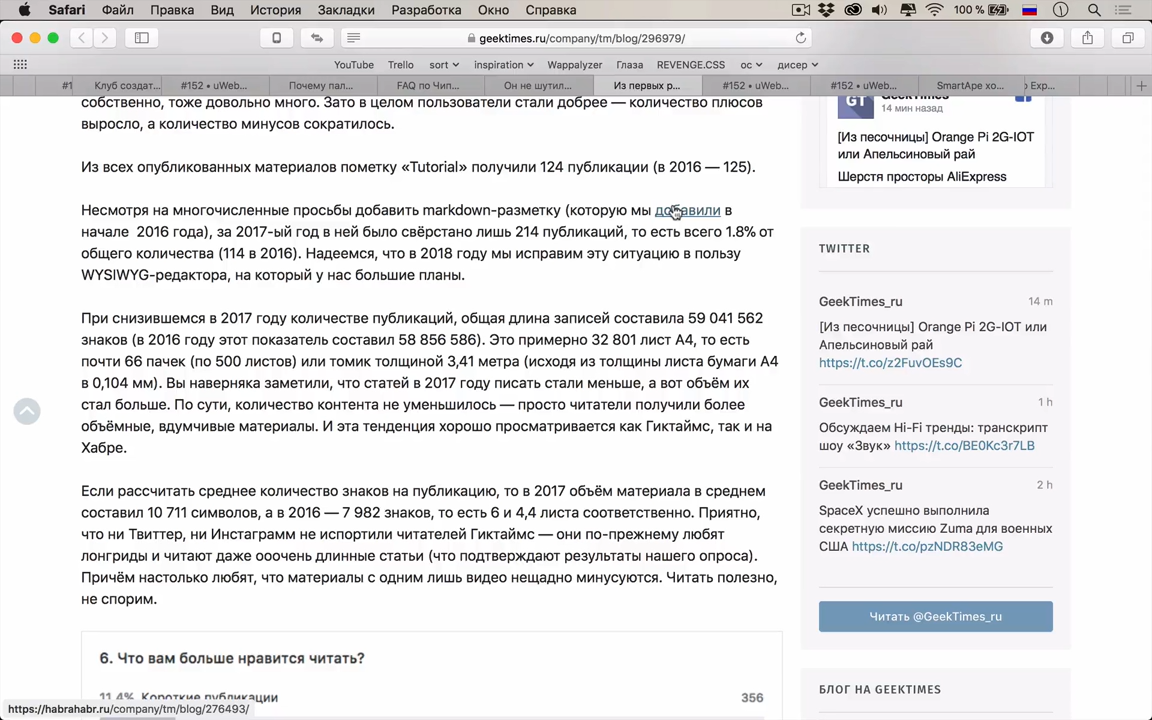 Safari Файл Правка Вид История Закладки Разработка Окно Справка 100 %
geektimes.ru/company/tm/blog/296979/
YouTube Trello sort inspiration Wappalyzer Глаза REVENGE.CSS ос дисер
#1 Клуб создат... #152 • uWeb... Почему пал... FAQ по Чип... Он не шутил... Из первых р... #152 • uWeb... #152 • uWeb... SmartApe хо... Exp...
собственно, тоже довольно много. Зато в целом пользователи стали добрее — количество плюсов
выросло, а количество минусов сократилось.
Из всех опубликованных материалов пометку «Tutorial» получили 124 публикации (в 2016 — 125).
Несмотря на многочисленные просьбы добавить markdown-разметку (которую мы добавили в
начале 2016 года), за 2017-ый год в ней было свёрстано лишь 214 публикаций, то есть всего 1.8% от
общего количества (114 в 2016). Надеемся, что в 2018 году мы исправим эту ситуацию в пользу
WYSIWYG-редактора, на который у нас большие планы.
При снизившемся в 2017 году количестве публикаций, общая длина записей составила 59 041 562
знаков (в 2016 году этот показатель составил 58 856 586). Это примерно 32 801 лист А4, то есть
почти 66 пачек (по 500 листов) или томик толщиной 3,41 метра (исходя из толщины листа бумаги А4
в 0,104 мм). Вы наверняка заметили, что статей в 2017 году писать стали меньше, а вот объём их
стал больше. По сути, количество контента не уменьшилось — просто читатели получили более
объёмные, вдумчивые материалы. И эта тенденция хорошо просматривается как Гиктаймс, так и на
Хабре.
Если рассчитать среднее количество знаков на публикацию, то в 2017 объём материала в среднем
составил 10 711 символов, а в 2016 — 7 982 знаков, то есть 6 и 4,4 листа соответственно. Приятно,
что ни Твиттер, ни Инстаграмм не испортили читателей Гиктаймс — они по-прежнему любят
лонгриды и читают даже ооочень длинные статьи (что подтверждают результаты нашего опроса).
Причём настолько любят, что материалы с одним лишь видео нещадно минусуются. Читать полезно,
не спорим.
6. Что вам больше нравится читать?
11.4% Короткие публикации 356
https://habrahabr.ru/company/tm/blog/276493/
GT GeekTimes
14 мин назад
[Из песочницы] Orange Pi 2G-IOT
или Апельсиновый рай
Шерстя просторы AliExpress
TWITTER
GeekTimes_ru 14 m
[Из песочницы] Orange Pi 2G-IOT или
Апельсиновый рай
https://t.co/z2FuvOEs9C
GeekTimes_ru 1 h
Обсуждаем Hi-Fi тренды: транскрипт
шоу «Звук» https://t.co/BE0Kc3r7LB
GeekTimes_ru 2 h
SpaceX успешно выполнила
секретную миссию Zuma для военных
США https://t.co/pzNDR83eMG
Читать @GeekTimes_ru
БЛОГ НА GEEKTIMES